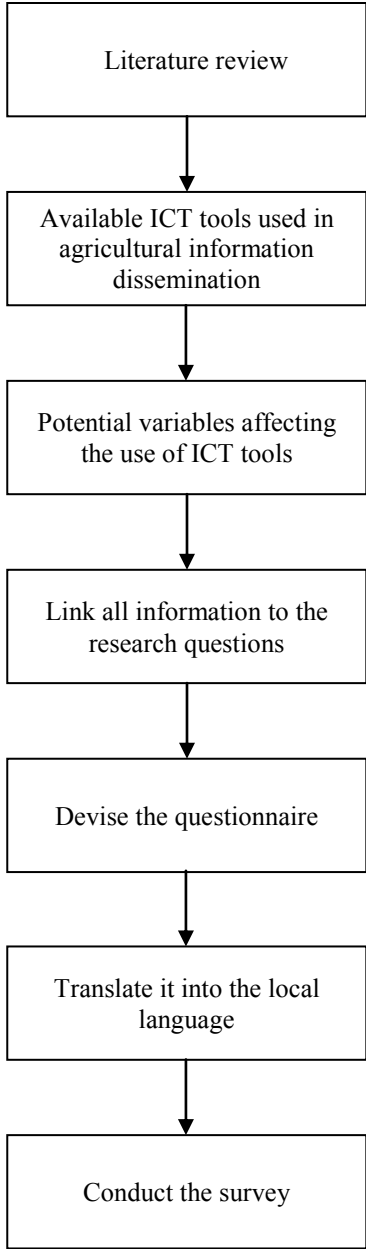 Literature review
Available ICT tools used in
agricultural information
dissemination
Potential variables affecting
the use of ICT tools
Link all information to the
research questions
Devise the questionnaire
Translate it into the local
language
Conduct the survey